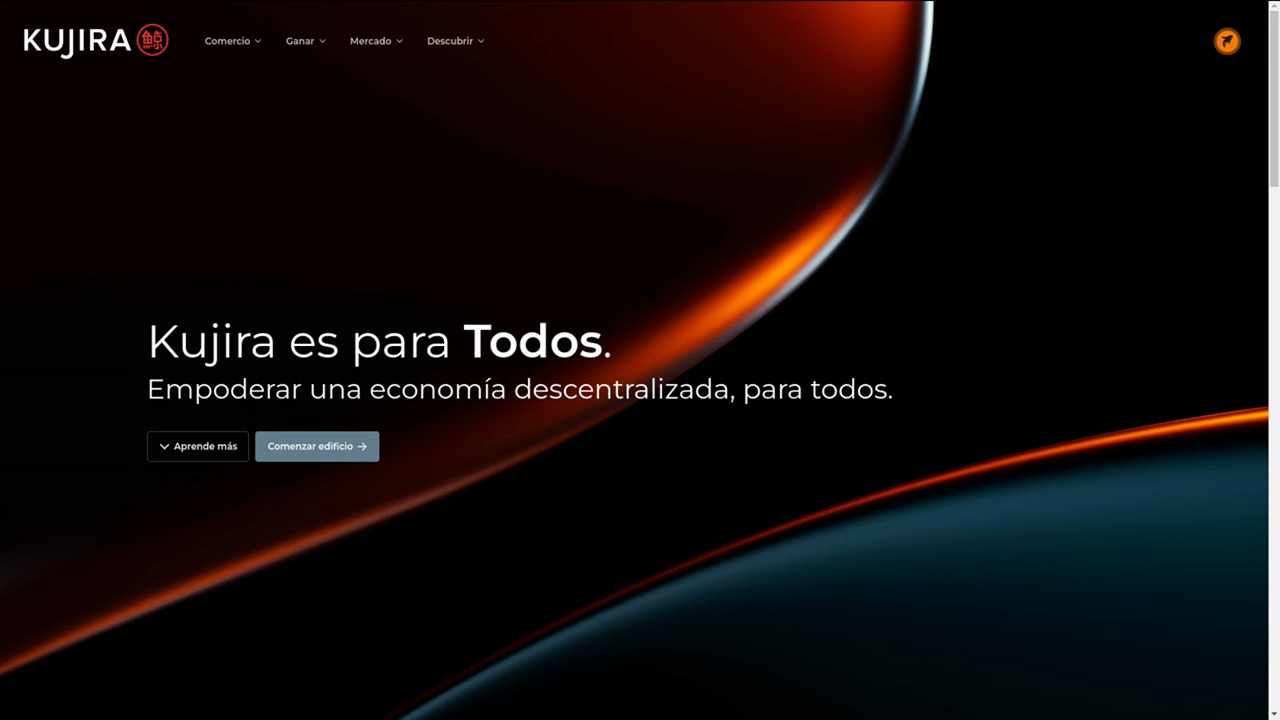 KUJIRA 鯨
Comercio Ganar Mercado Descubrir
Kujira es para Todos.
Empoderar una economía descentralizada, para todos.
Aprende más Comenzar edificio →